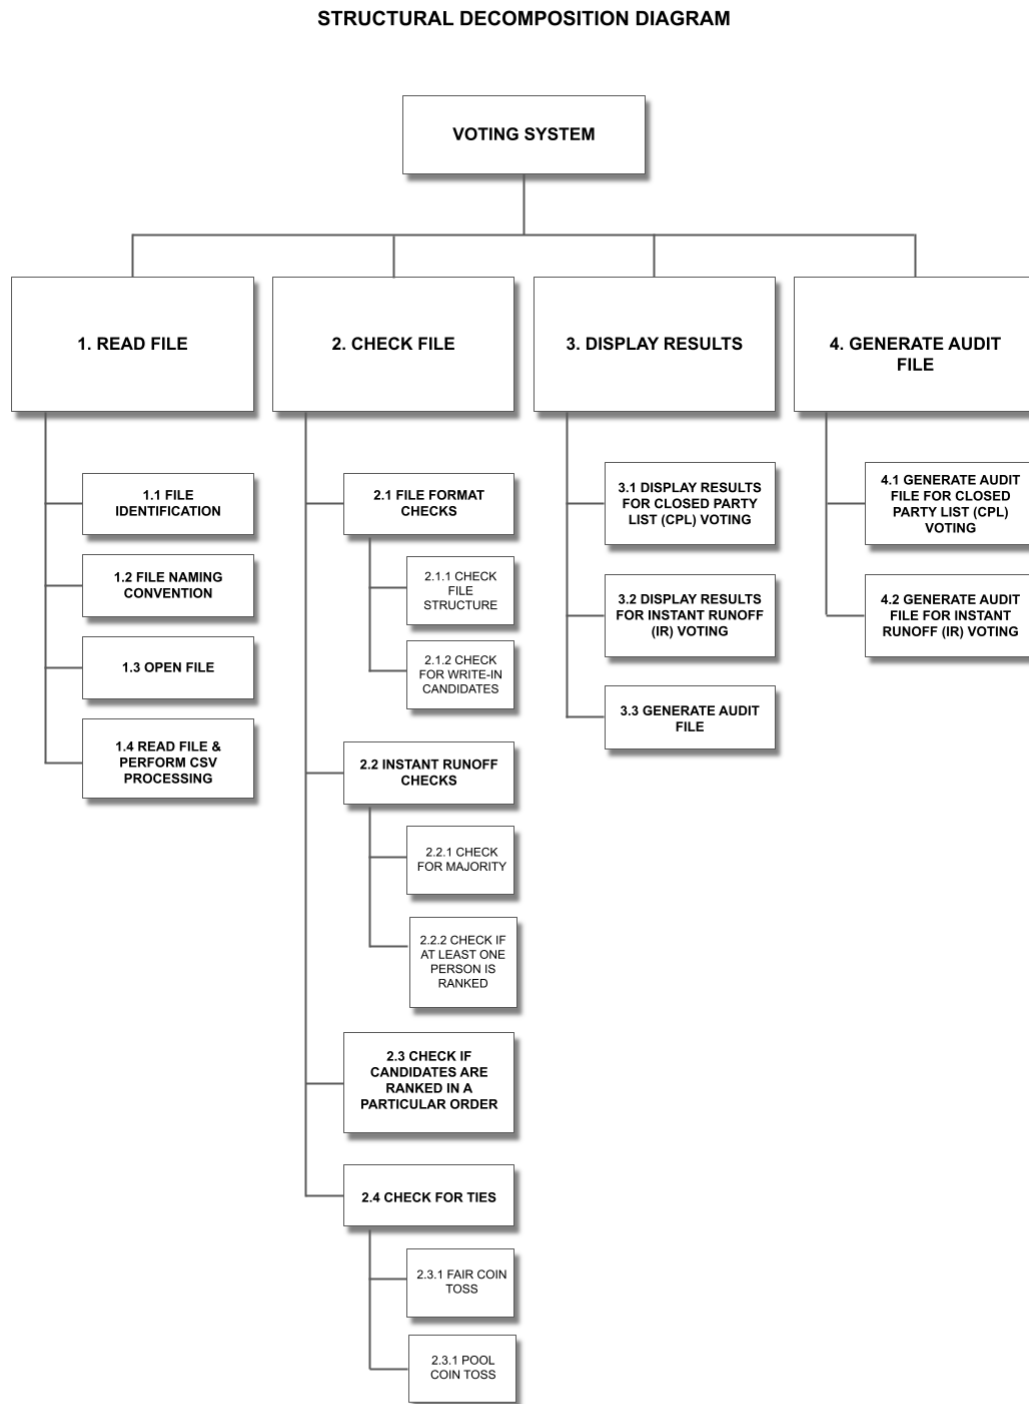 STRUCTURAL DECOMPOSITION DIAGRAM
VOTING SYSTEM
1. READ FILE
2. CHECK FILE
3. DISPLAY RESULTS
4. GENERATE AUDIT
FILE
1.1 FILE
IDENTIFICATION
1.2 FILE NAMING
CONVENTION
1.3 OPEN FILE
1.4 READ FILE &
PERFORM CSV
PROCESSING
2.1 FILE FORMAT
CHECKS
2.1.1 CHECK
FILE
STRUCTURE
2.1.2 CHECK
FOR WRITE-IN
CANDIDATES
2.2 INSTANT RUNOFF
CHECKS
2.2.1 CHECK
FOR MAJORITY
2.2.2 CHECK IF
AT LEAST ONE
PERSON IS
RANKED
2.3 CHECK IF
CANDIDATES ARE
RANKED IN A
PARTICULAR ORDER
2.4 CHECK FOR TIES
2.3.1 FAIR COIN
TOSS
2.3.1 POOL
COIN TOSS
3.1 DISPLAY RESULTS
FOR CLOSED PARTY
LIST (CPL) VOTING
3.2 DISPLAY RESULTS
FOR INSTANT RUNOFF
(IR) VOTING
3.3 GENERATE AUDIT
FILE
4.1 GENERATE AUDIT
FILE FOR CLOSED
PARTY LIST (CPL)
VOTING
4.2 GENERATE AUDIT
FILE FOR INSTANT
RUNOFF (IR) VOTING